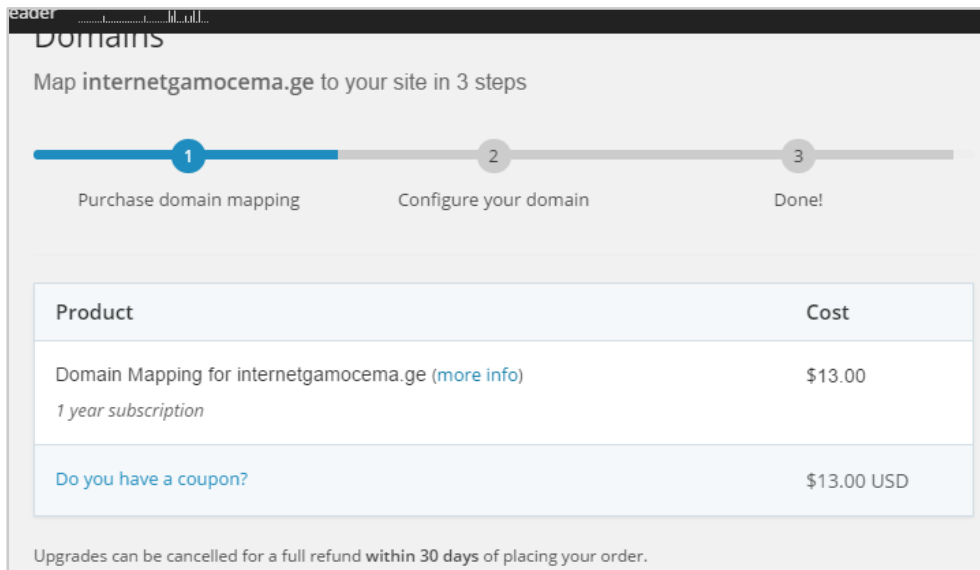 eader
Domains
Map internetgamocema.ge to your site in 3 steps
1
2
3
Purchase domain mapping
Configure your domain
Done!
Product
Cost
Domain Mapping for internetgamocema.ge (more info)
$13.00
1 year subscription
Do you have a coupon?
$13.00 USD
Upgrades can be cancelled for a full refund within 30 days of placing your order.